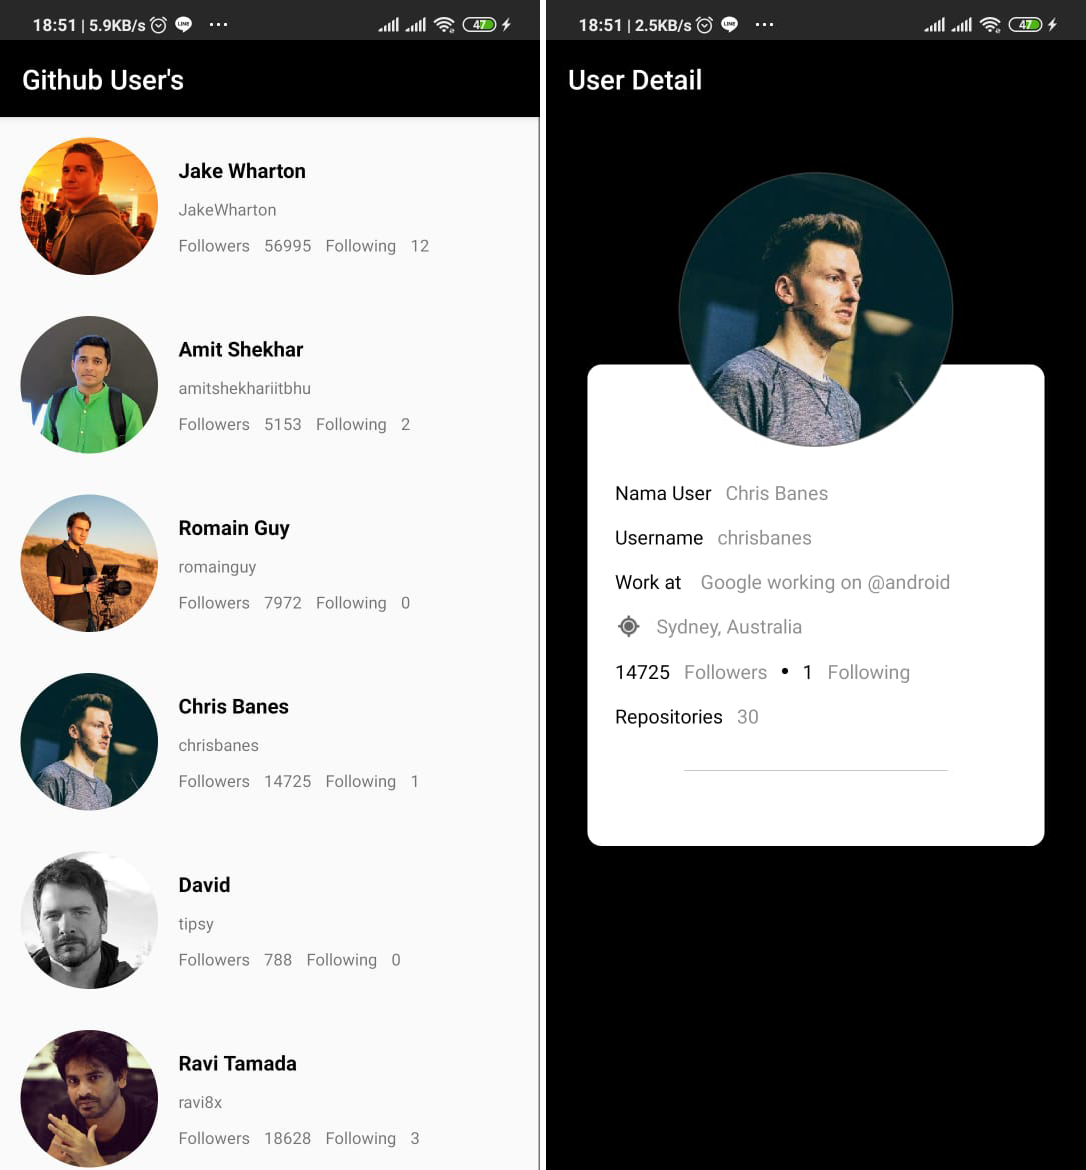 18:51 | 5.9KB/s LINE ... 47
Github User's
Jake Wharton
JakeWharton
Followers 56995 Following 12
Amit Shekhar
amitshekhariitbhu
Followers 5153 Following 2
Romain Guy
romainguy
Followers 7972 Following 0
Chris Banes
chrisbanes
Followers 14725 Following 1
David
tipsy
Followers 788 Following 0
Ravi Tamada
ravi8x
Followers 18628 Following 3
18:51 | 2.5KB/s LINE ... 47
User Detail
Nama User Chris Banes
Username chrisbanes
Work at Google working on @android
Sydney, Australia
14725 Followers • 1 Following
Repositories 30